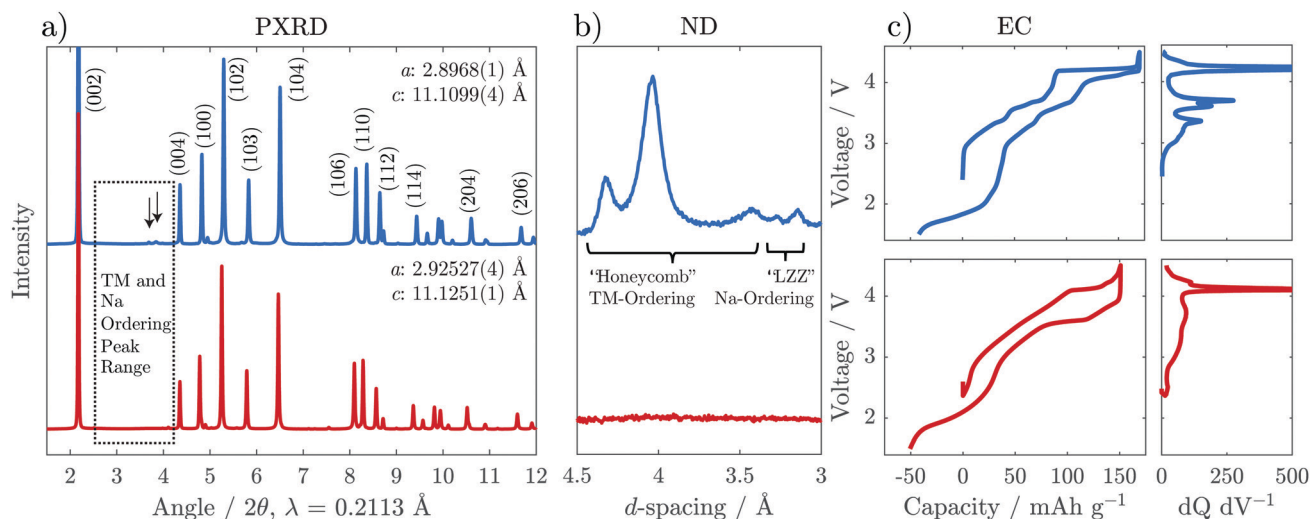 a) PXRD
(002)
(004)
(100)
(102)
(103)
(104)
(106)
(110)
(112)
(114)
(204)
(206)
a: 2.8968(1) Å
c: 11.1099(4) Å
TM and
Na
Ordering
Peak
Range
a: 2.92527(4) Å
c: 11.1251(1) Å
Intensity
2 3 4 5 6 7 8 9 10 11 12
Angle / 2θ, λ = 0.2113 Å
b) ND
"Honeycomb" "LZZ"
TM-Ordering Na-Ordering
4.5 4 3.5 3
d-spacing / Å
c) EC
Voltage / V
4
3
2
Voltage / V
4
3
2
-50 0 50 100 150
Capacity / mAh g⁻¹
0 500
dQ dV⁻¹